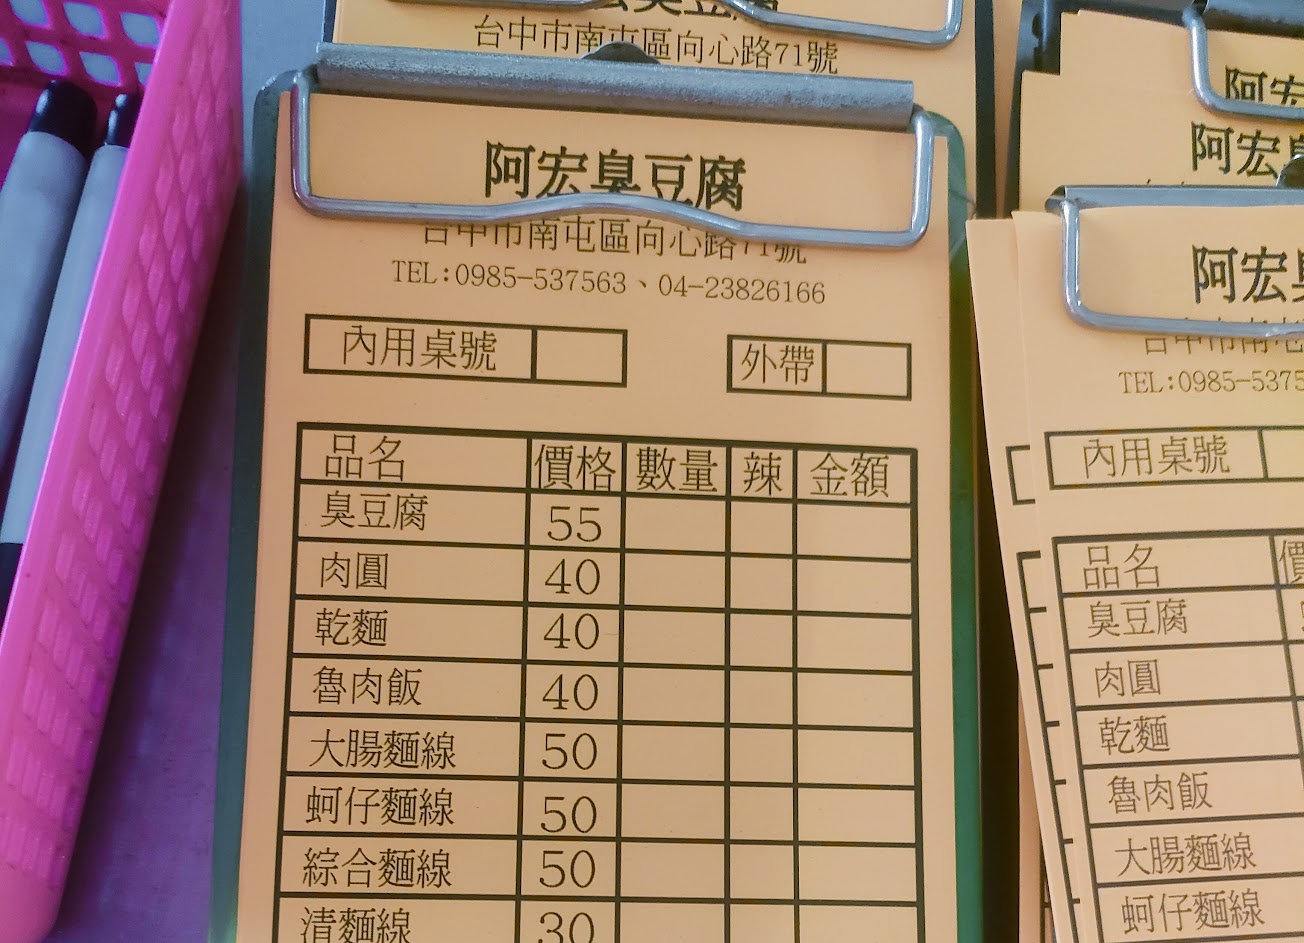 台中市南屯區向心路71號
阿宏臭豆腐
台中市南屯區向心路71號
TEL:0985-537563、04-23826166
內用桌號
外帶
品名 價格 數量 辣 金額
臭豆腐 55
肉圓 40
乾麵 40
魯肉飯 40
大腸麵線 50
蚵仔麵線 50
綜合麵線 50
清麵線 30
阿宏
阿宏
阿宏
TEL:0985-5375
內用桌號
品名 價
臭豆腐
肉圓
乾麵
魯肉飯
大腸麵線
蚵仔麵線